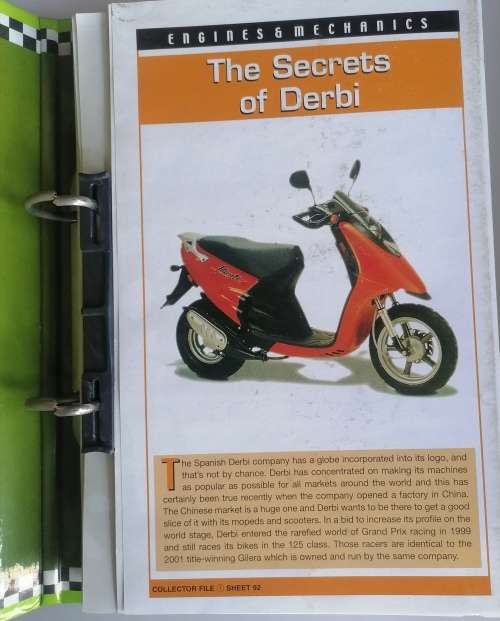 ENGINES & MECHANICS
The Secrets
of Derbi
The Spanish Derbi company has a globe incorporated into its logo, and
that's not by chance. Derbi has concentrated on making its machines
as popular as possible for all markets around the world and this has
certainly been true recently when the company opened a factory in China.
The Chinese market is a huge one and Derbi wants to be there to get a good
slice of it with its mopeds and scooters. In a bid to increase its profile on the
world stage, Derbi entered the rarefied world of Grand Prix racing in 1999
and still races its bikes in the 125 class. Those racers are identical to the
2001 title-winning Gilera which is owned and run by the same company.
COLLECTOR FILE 1 SHEET 92